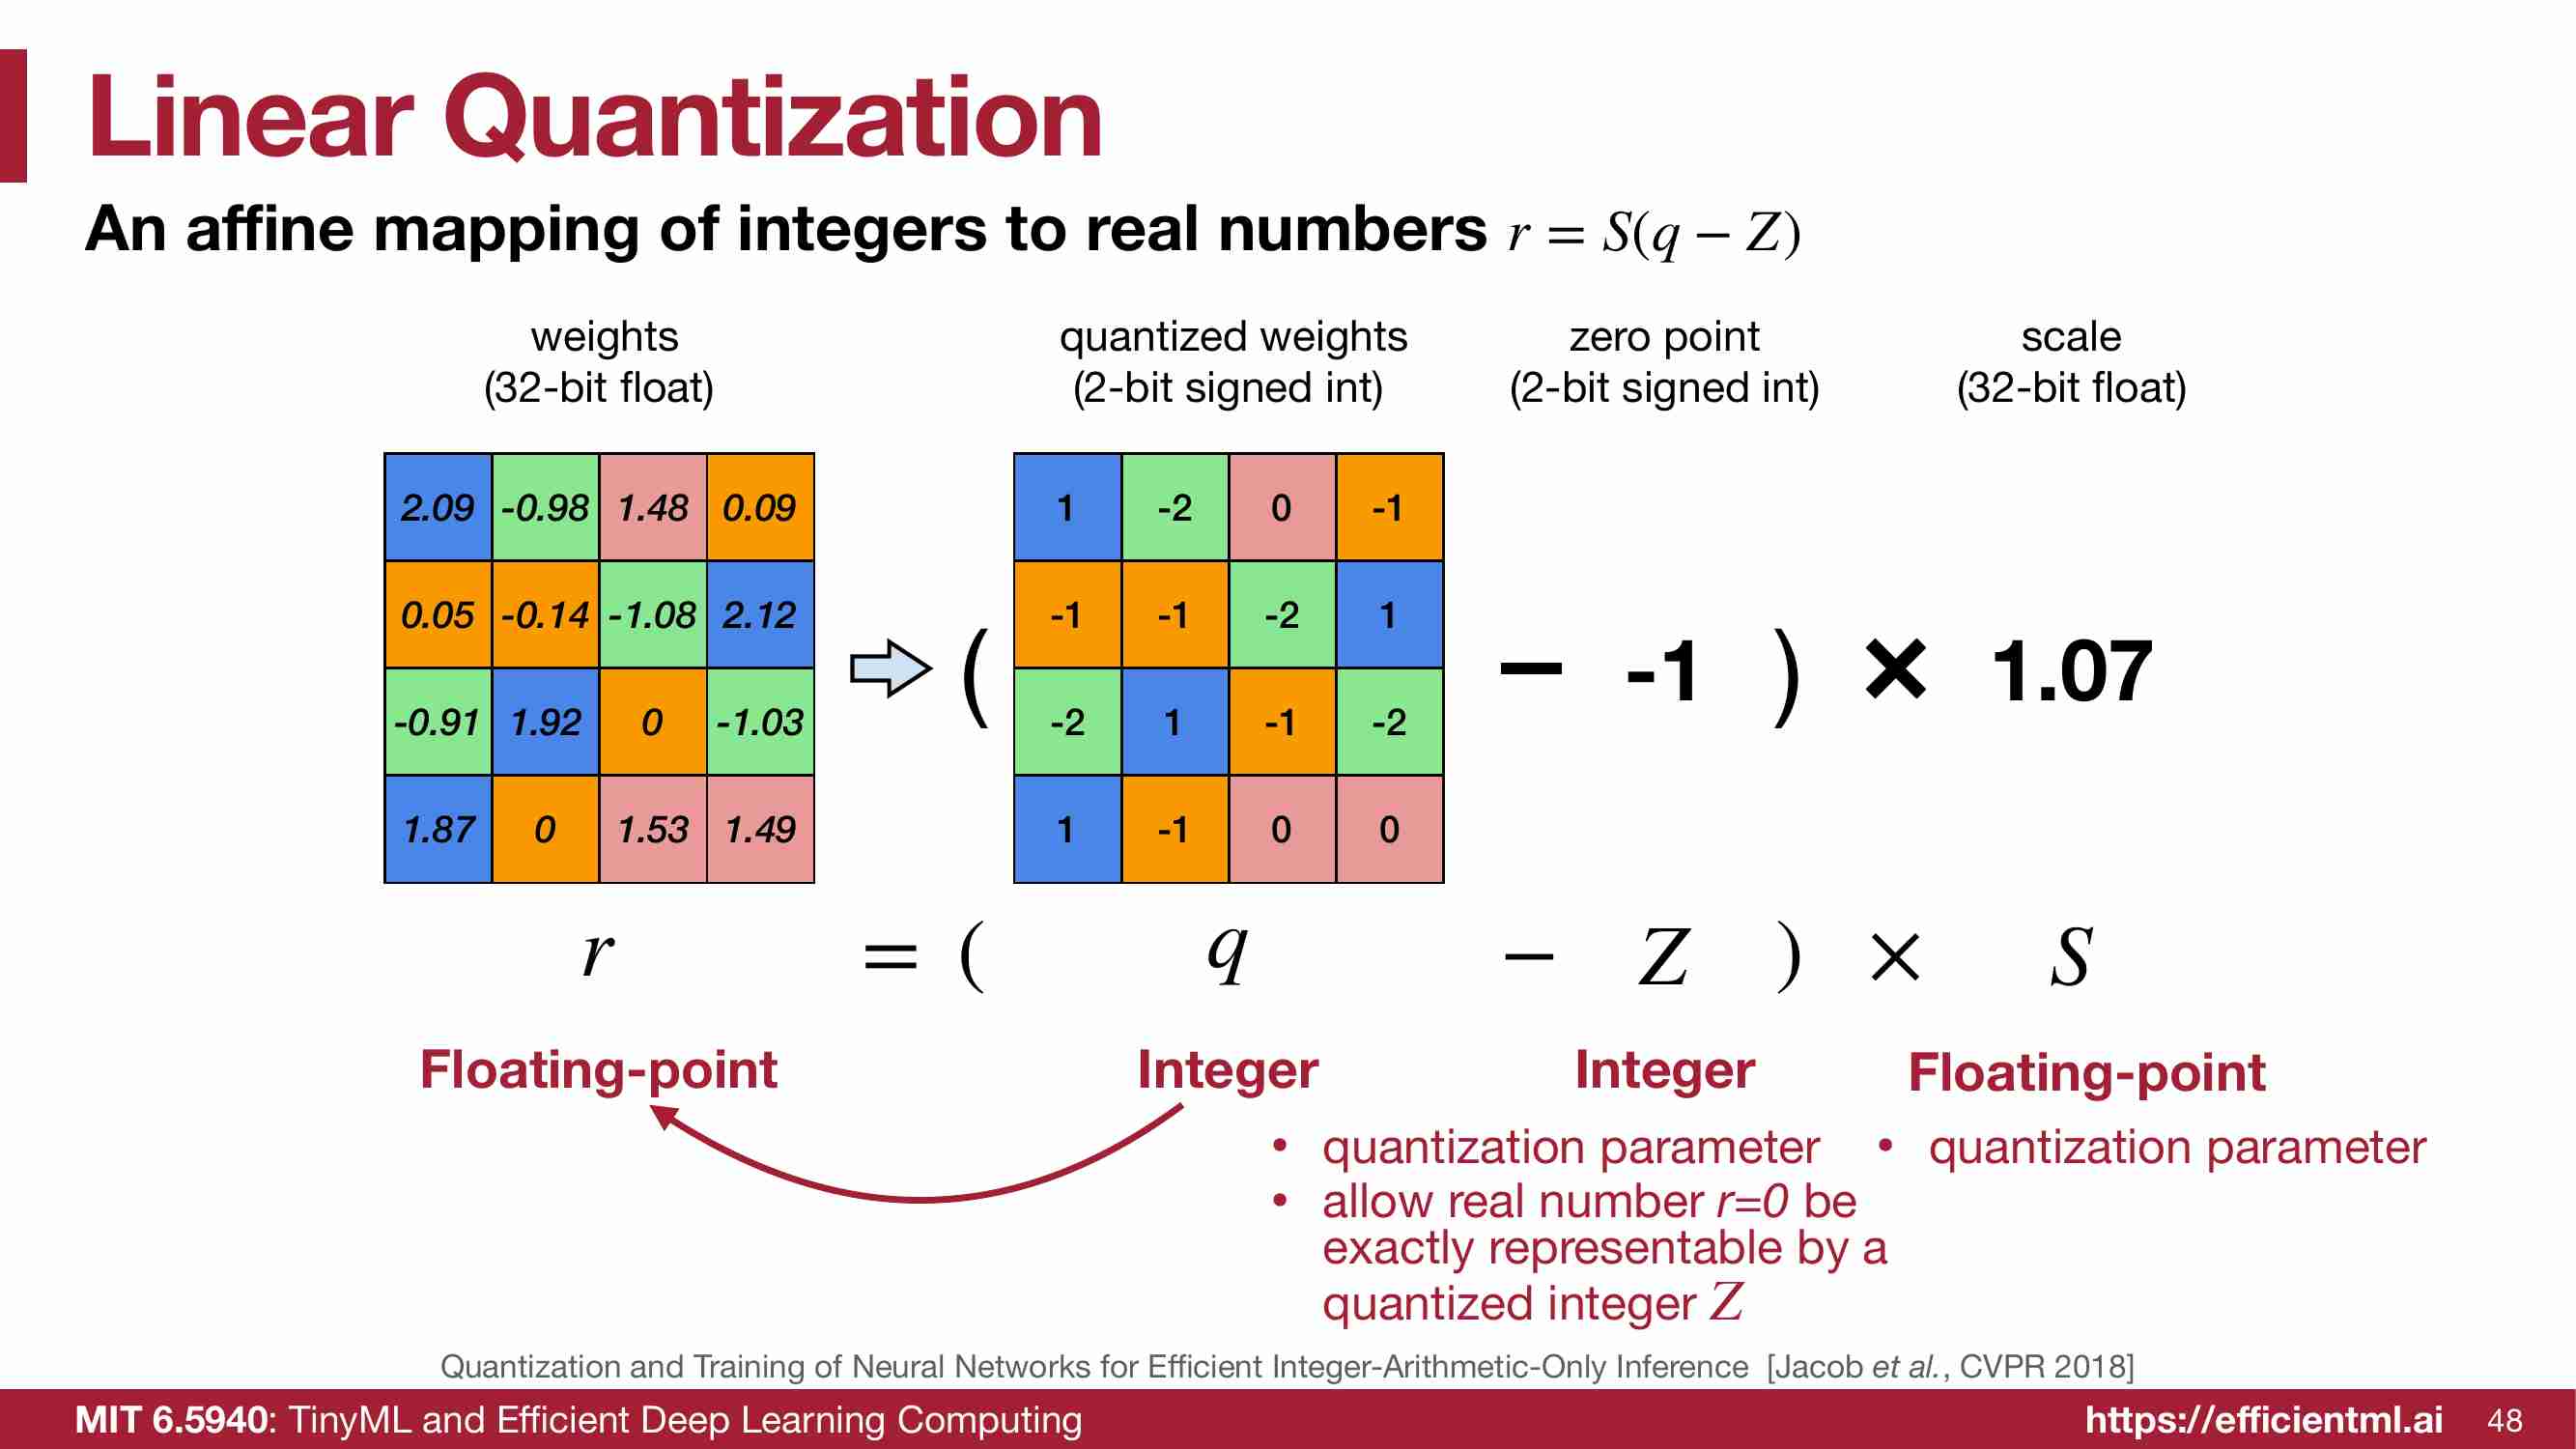 Linear Quantization
An affine mapping of integers to real numbers r = S(q − Z)
weights
(32-bit float)
quantized weights
(2-bit signed int)
zero point
(2-bit signed int)
scale
(32-bit float)
2.09 -0.98 1.48 0.09
0.05 -0.14 -1.08 2.12
-0.91 1.92 0 -1.03
1.87 0 1.53 1.49
(
1 -2 0 -1
-1 -1 -2 1
-2 1 -1 -2
1 -1 0 0
− -1 ) × 1.07
r = ( q − Z ) × S
Floating-point
Integer
Integer
• quantization parameter
• allow real number r=0 be
exactly representable by a
quantized integer Z
Floating-point
• quantization parameter
Quantization and Training of Neural Networks for Efficient Integer-Arithmetic-Only Inference [Jacob et al., CVPR 2018]
MIT 6.5940: TinyML and Efficient Deep Learning Computing
https://efficientml.ai 48